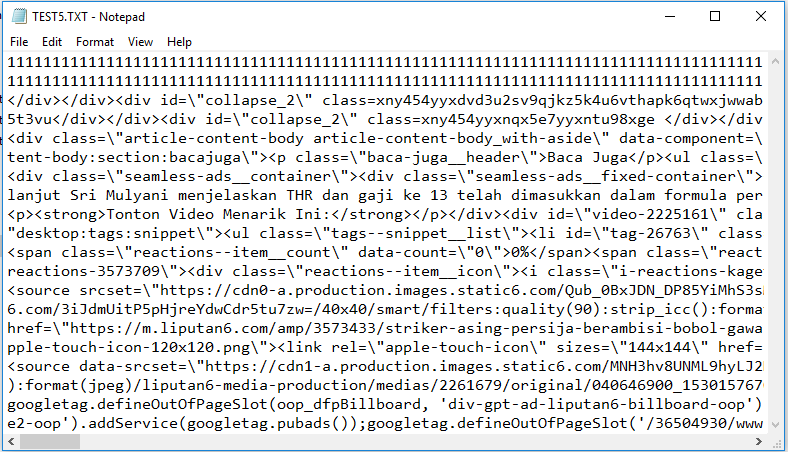 TEST5.TXT - Notepad
File Edit Format View Help
11111111111111111111111111111111111111111111111111111111111111111111111111111111111
11111111111111111111111111111111111111111111111111111111111111111111111111111111111
</div></div><div id=\"collapse_2\" class=xny454yyxdvd3u2sv9qjkz5k4u6vthapk6qtwxjwwab
5t3vu</div></div><div id=\"collapse_2\" class=xny454yyxnqx5e7yyxntu98xge </div></div>
<div class=\"article-content-body article-content-body_with-aside\" data-component=\
tent-body:section:bacajuga\"><p class=\"baca-juga__header\">Baca Juga</p><ul class=\
<div class=\"seamless-ads__container\"><div class=\"seamless-ads__fixed-container\">
lanjut Sri Mulyani menjelaskan THR dan gaji ke 13 telah dimasukkan dalam formula per
<p><strong>Tonton Video Menarik Ini:</strong></p></div><div id=\"video-2225161\" cla
"desktop:tags:snippet\"><ul class=\"tags--snippet__list\"><li id=\"tag-26763\" class
<span class=\"reactions--item__count\" data-count=\"0\">0%</span><span class=\"react
reactions-3573709\"><div class=\"reactions--item__icon\"><i class=\"i-reactions-kage
<source srcset=\"https://cdn0-a.production.images.static6.com/Qub_0BxJDN_DP85YiMhS3s
6.com/3iJdmUitP5pHjreYdwCdr5tu7zw=/40x40/smart/filters:quality(90):strip_icc():forma
href=\"https://m.liputan6.com/amp/3573433/striker-asing-persija-berambisi-bobol-gawa
apple-touch-icon-120x120.png\"><link rel=\"apple-touch-icon\" sizes=\"144x144\" href=
<source data-srcset=\"https://cdn1-a.production.images.static6.com/MNH3hv8UNML9hyLJ2
):format(jpeg)/liputan6-media-production/medias/2261679/original/040646900_153015767
googletag.defineOutOfPageSlot(oop_dfpBillboard, 'div-gpt-ad-liputan6-billboard-oop')
e2-oop').addService(googletag.pubads());googletag.defineOutOfPageSlot('/36504930/www